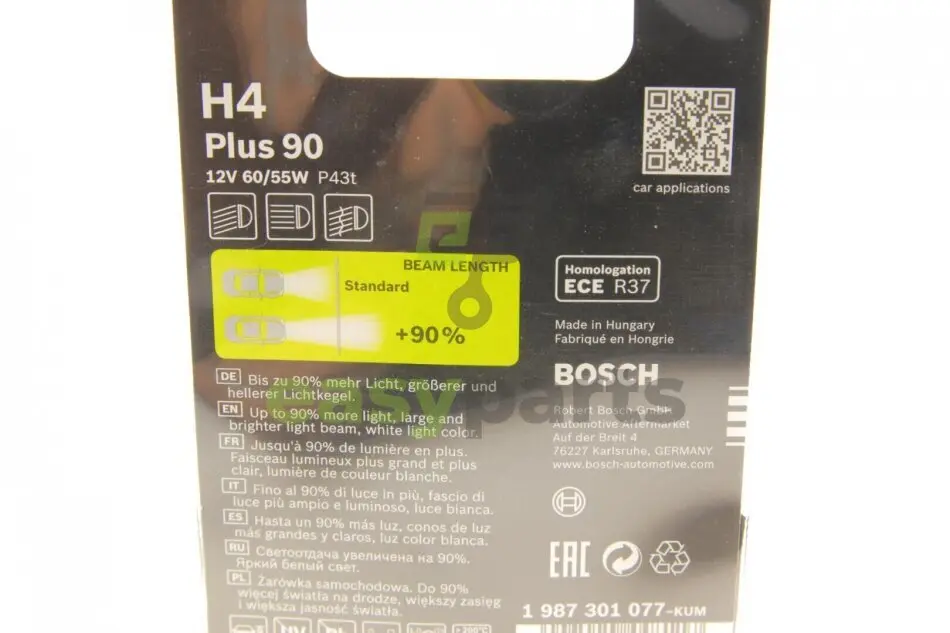 H4
Plus 90
12V 60/55W P43t
car applications
BEAM LENGTH
Standard
+90%
Homologation
ECE R37
Made in Hungary
Fabriqué en Hongrie
BOSCH
easyparts
Robert Bosch GmbH
Automotive Aftermarket
Auf der Breit 4
76227 Karlsruhe, GERMANY
www.bosch-automotive.com
DE Bis zu 90% mehr Licht, größerer und
hellerer Lichtkegel.
EN Up to 90% more light, large and
brighter light beam, white light color.
FR Jusqu'à 90% de lumière en plus.
Faisceau lumineux plus grand et plus
clair, lumière de couleur blanche.
IT Fino al 90% di luce in più, fascio di
luce più ampio e luminoso, luce bianca.
ES Hasta un 90% más luz, conos de luz
más grandes y claros, luz color blanca.
RU Светоотдача увеличена на 90%.
Яркий белый свет.
PL Żarówka samochodowa. Do 90%
więcej światła na drodze, większy zasięg
i większa jasność światła.
EAC
1 987 301 077-KUM